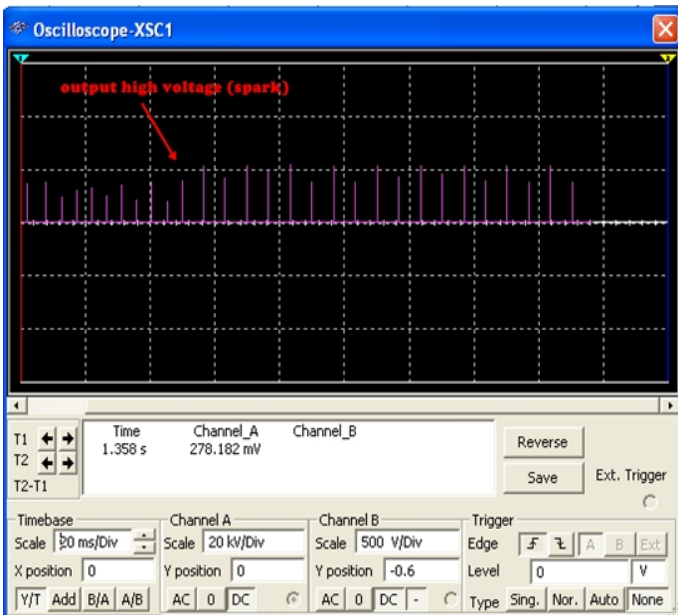 Oscilloscope-XSC1
1
2
output high voltage (spark)
Time Channel_A Channel_B
T1 1.358 s 278.182 mV
T2
T2-T1
Reverse
Save
Ext. Trigger
Timebase Channel A Channel B Trigger
Scale 20 ms/Div Scale 20 kV/Div Scale 500 V/Div Edge A B Ext
X position 0 Y position 0 Y position -0.6 Level 0 V
Y/T Add B/A A/B AC 0 DC AC 0 DC - Type Sing. Nor. Auto None